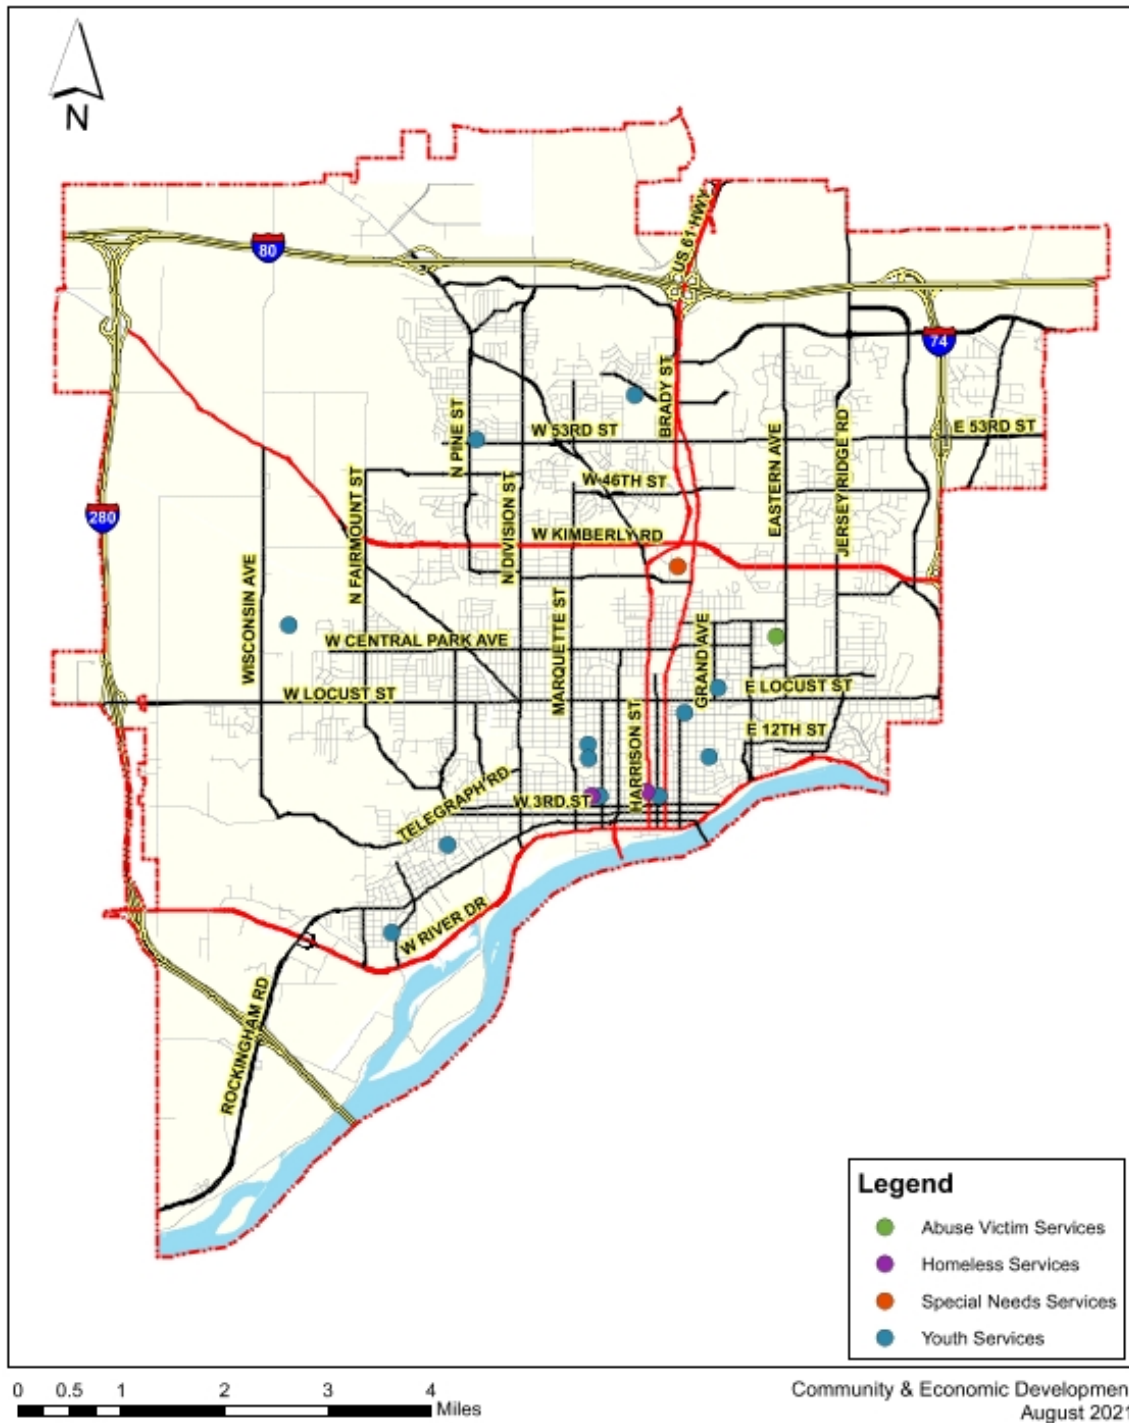 N
US 61 HWY
80
74
BRADY ST
N PINE ST
W 53RD ST
E 53RD ST
EASTERN AVE
JERSEY RIDGE RD
W 46TH ST
N FAIRMOUNT ST
N DIVISION ST
280
W KIMBERLY RD
WISCONSIN AVE
MARQUETTE ST
GRAND AVE
W CENTRAL PARK AVE
W LOCUST ST
E LOCUST ST
HARRISON ST
E 12TH ST
TELEGRAPH RD
W 3RD ST
W RIVER DR
ROCKINGHAM RD
Legend
Abuse Victim Services
Homeless Services
Special Needs Services
Youth Services
0 0.5 1 2 3 4
Miles
Community & Economic Developmen
August 2021